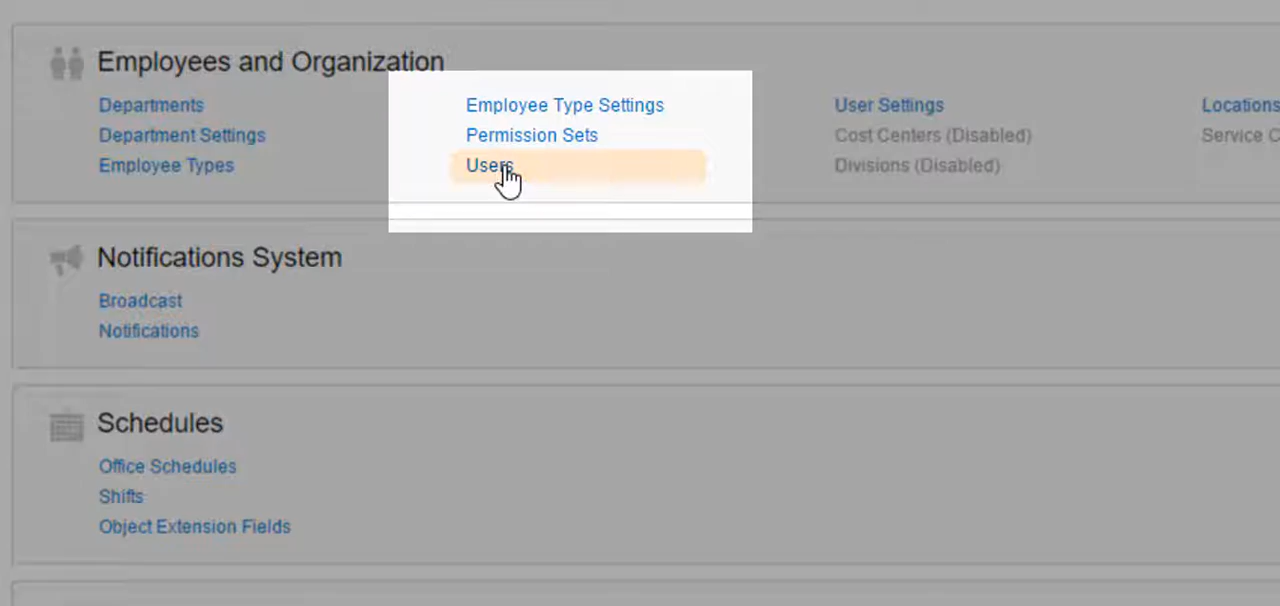 Employees and Organization
Departments
Department Settings
Employee Types
Employee Type Settings
Permission Sets
Users
User Settings
Cost Centers (Disabled)
Divisions (Disabled)
Locations
Service C
Notifications System
Broadcast
Notifications
Schedules
Office Schedules
Shifts
Object Extension Fields